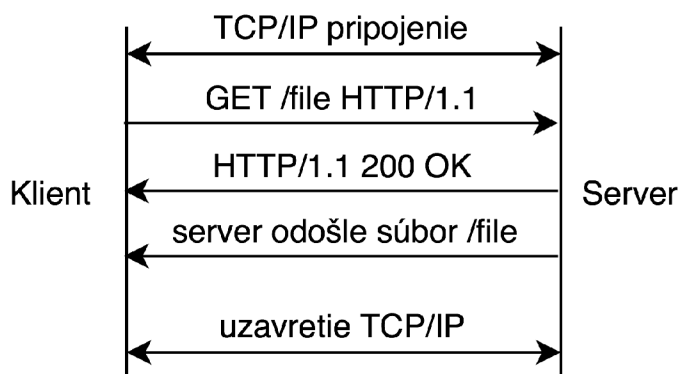 TCP/IP pripojenie
GET /file HTTP/1.1
HTTP/1.1 200 OK
Klient
Server
server odošle súbor /file
uzavretie TCP/IP